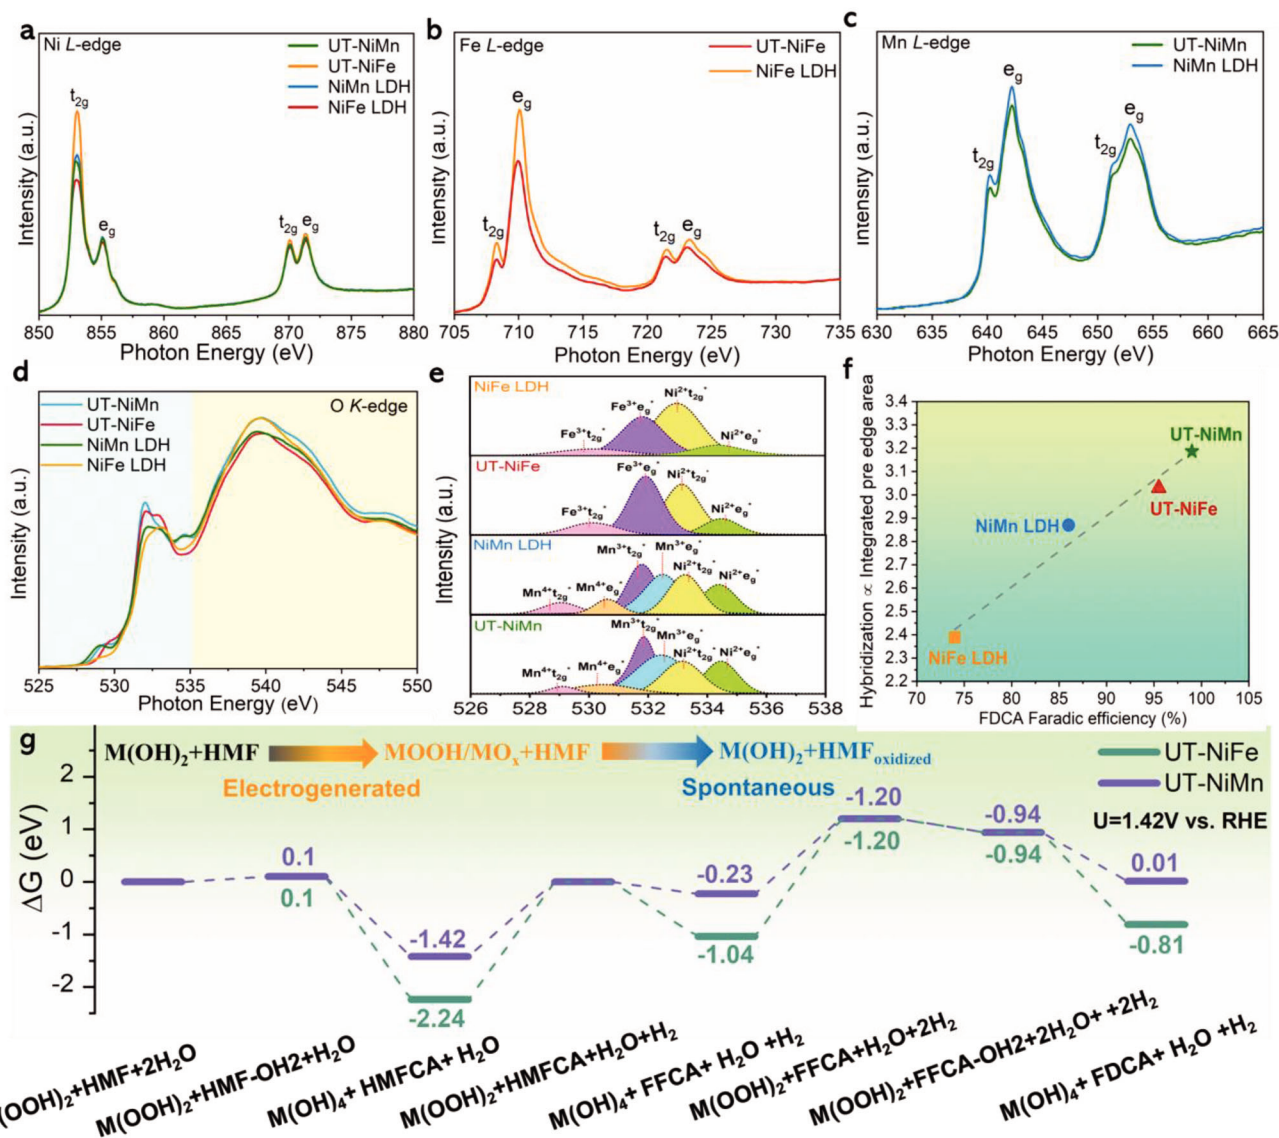 a
Ni L-edge
UT-NiMn
UT-NiFe
NiMn LDH
NiFe LDH
t2g
eg
t2g eg
Intensity (a.u.)
850 855 860 865 870 875 880
Photon Energy (eV)
b
Fe L-edge
UT-NiFe
NiFe LDH
eg
t2g
t2g eg
Intensity (a.u.)
705 710 715 720 725 730 735
Photon Energy (eV)
c
Mn L-edge
UT-NiMn
NiMn LDH
eg
t2g
eg
t2g
Intensity (a.u.)
630 635 640 645 650 655 660 665
Photon Energy (eV)
d
UT-NiMn
UT-NiFe
NiMn LDH
NiFe LDH
O K-edge
Intensity (a.u.)
525 530 535 540 545 550
Photon Energy (eV)
e
NiFe LDH
Ni2+t2g*
Fe3+eg*
Fe3+t2g*
Ni2+eg*
UT-NiFe
Fe3+eg*
Ni2+t2g*
Fe3+t2g*
Ni2+eg*
NiMn LDH
Mn3+t2g*
Mn3+eg*
Ni2+t2g*
Ni2+eg*
Mn4+t2g*
Mn4+eg*
UT-NiMn
Mn3+t2g*
Mn3+eg*
Ni2+t2g*
Ni2+eg*
Mn4+t2g*
Mn4+eg*
Intensity (a.u.)
526 528 530 532 534 536 538
Photon Energy (eV)
f
Hybridization ∝ Integrated pre edge area
3.4
3.3
3.2
3.1
3.0
2.9
2.8
2.7
2.6
2.5
2.4
2.3
2.2
UT-NiMn
UT-NiFe
NiMn LDH
NiFe LDH
70 75 80 85 90 95 100 105
FDCA Faradic efficiency (%)
g
M(OH)2+HMF
MOOH/MOx+HMF
M(OH)2+HMFoxidized
Electrogenerated
Spontaneous
UT-NiFe
UT-NiMn
U=1.42V vs. RHE
ΔG (eV)
2
1
0
-1
-2
0.1
0.1
-1.42
-2.24
-0.23
-1.04
-1.20
-1.20
-0.94
-0.94
0.01
-0.81
(OOH)2+HMF+2H2O
M(OOH)2+HMF-OH2+H2O
M(OH)4+ HMFCA+ H2O
M(OOH)2+HMFCA+H2O+H2
M(OH)4+ FFCA+ H2O +H2
M(OOH)2+FFCA+H2O+2H2
M(OOH)2+FFCA-OH2+2H2O+ +2H2
M(OH)4+ FDCA+ H2O +H2